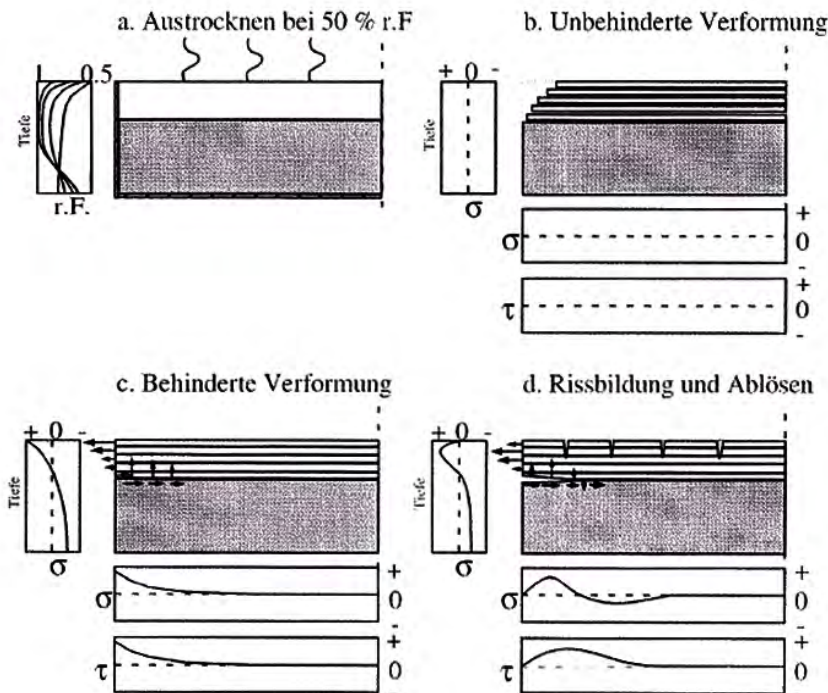 a. Austrocknen bei 50 % r.F
1 0.5
Tiefe
r.F.
b. Unbehinderte Verformung
+ 0 -
Tiefe
σ
σ + 0 -
τ + 0 -
c. Behinderte Verformung
+ 0 -
Tiefe
σ
σ + 0 -
τ + 0
d. Rissbildung und Ablösen
+ 0 -
Tiefe
σ
σ + 0 -
τ + 0